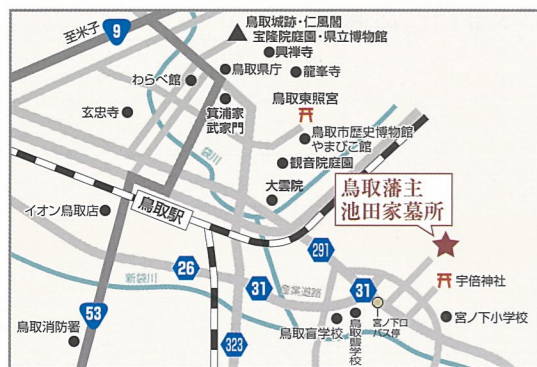 鳥取城跡・仁風閣
宝隆院庭園・県立博物館
至米子
9
興禅寺
鳥取県庁
龍峯寺
わらべ館
鳥取東照宮
玄忠寺
箕浦家
武家門
鳥取市歴史博物館
やまびこ館
袋川
観音院庭園
大雲院
鳥取藩主
池田家墓所
イオン鳥取店
鳥取駅
291
26
新袋川
31
産業道路
31
宇倍神社
53
鳥取消防署
323
鳥取盲学校
鳥取聾学校
宮ノ下口
バス停
宮ノ下小学校